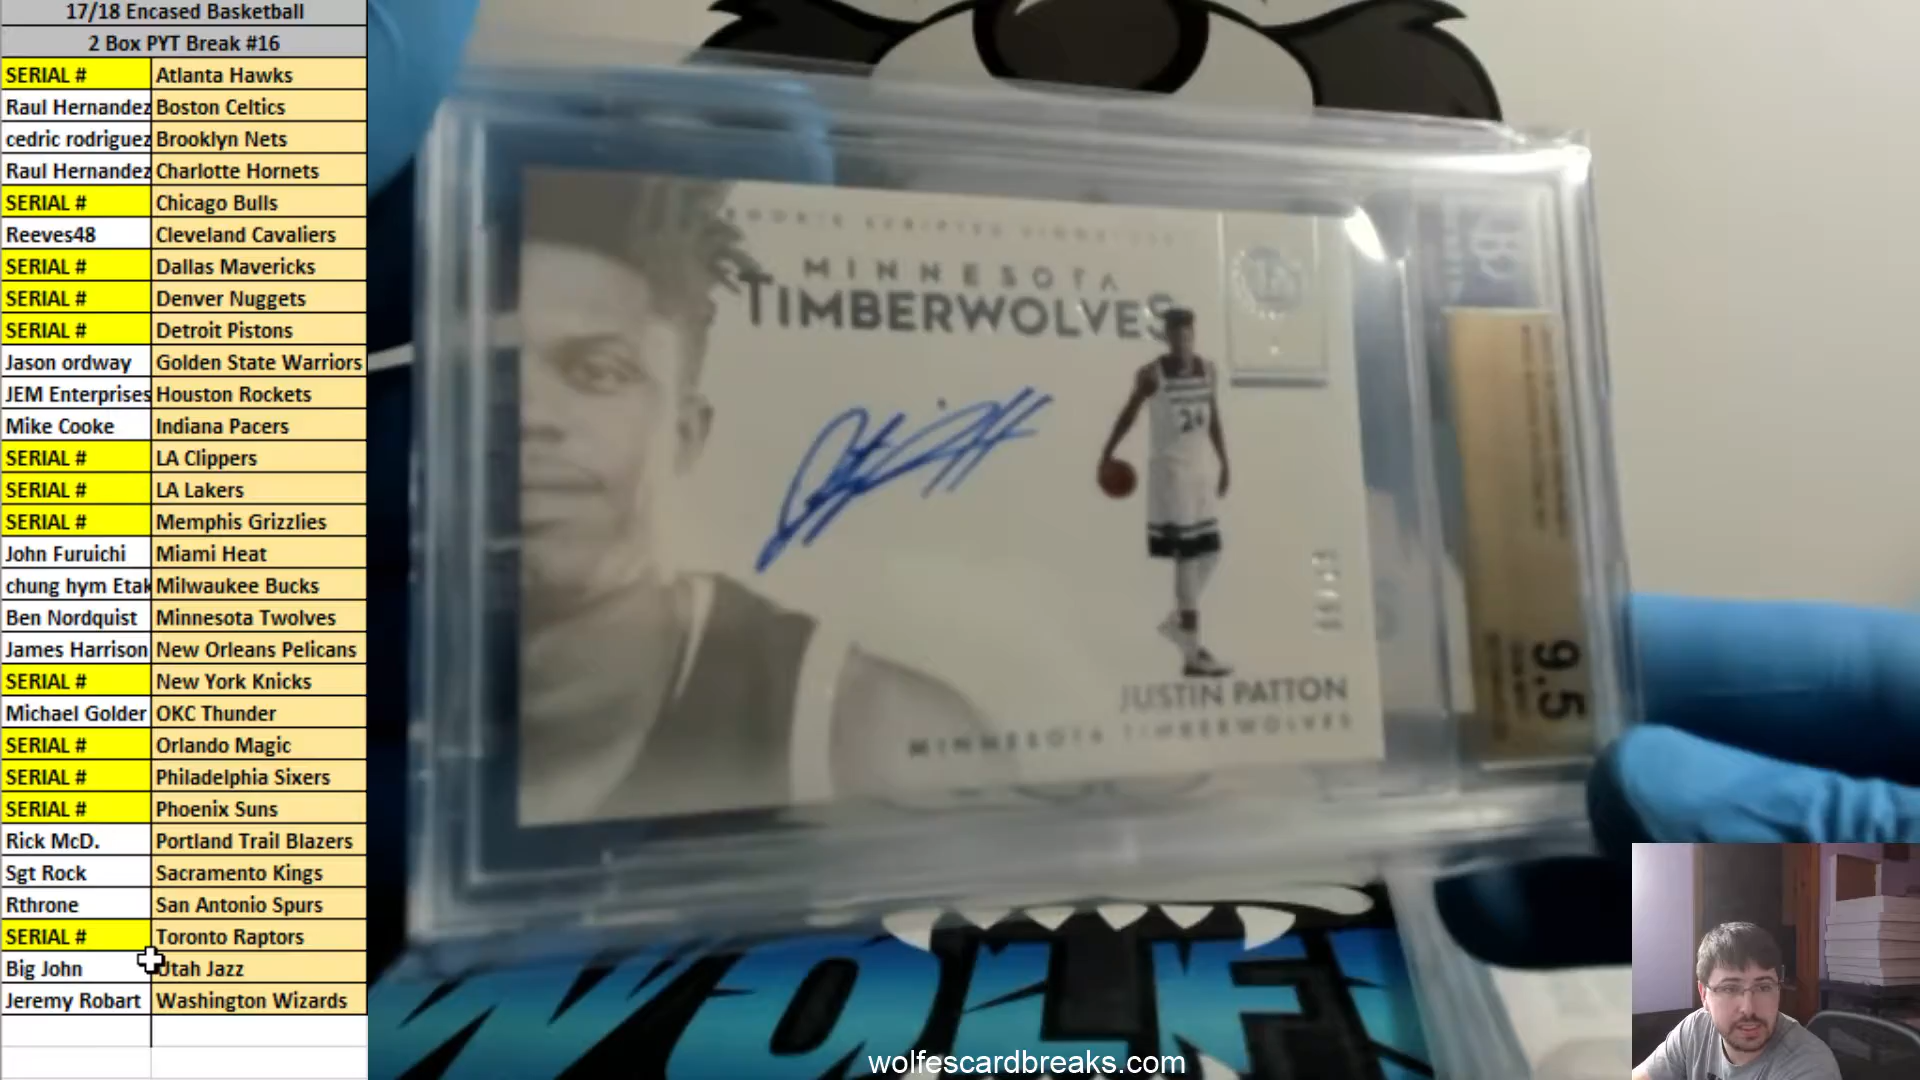 17/18 Encased Basketball
2 Box PYT Break #16
SERIAL # Atlanta Hawks
Raul Hernandez Boston Celtics
cedric rodriguez Brooklyn Nets
Raul Hernandez Charlotte Hornets
SERIAL # Chicago Bulls
Reeves48 Cleveland Cavaliers
SERIAL # Dallas Mavericks
SERIAL # Denver Nuggets
SERIAL # Detroit Pistons
Jason ordway Golden State Warriors
JEM Enterprises Houston Rockets
Mike Cooke Indiana Pacers
SERIAL # LA Clippers
SERIAL # LA Lakers
SERIAL # Memphis Grizzlies
John Furuichi Miami Heat
chung hym Etak Milwaukee Bucks
Ben Nordquist Minnesota Twolves
James Harrison New Orleans Pelicans
SERIAL # New York Knicks
Michael Golder OKC Thunder
SERIAL # Orlando Magic
SERIAL # Philadelphia Sixers
SERIAL # Phoenix Suns
Rick McD. Portland Trail Blazers
Sgt Rock Sacramento Kings
Rthrone San Antonio Spurs
SERIAL # Toronto Raptors
Big John Utah Jazz
Jeremy Robart Washington Wizards
MINNESOTA
TIMBERWOLVES
24
JUSTIN PATTON
MINNESOTA TIMBERWOLVES
9.5
wolfescardbreaks.com